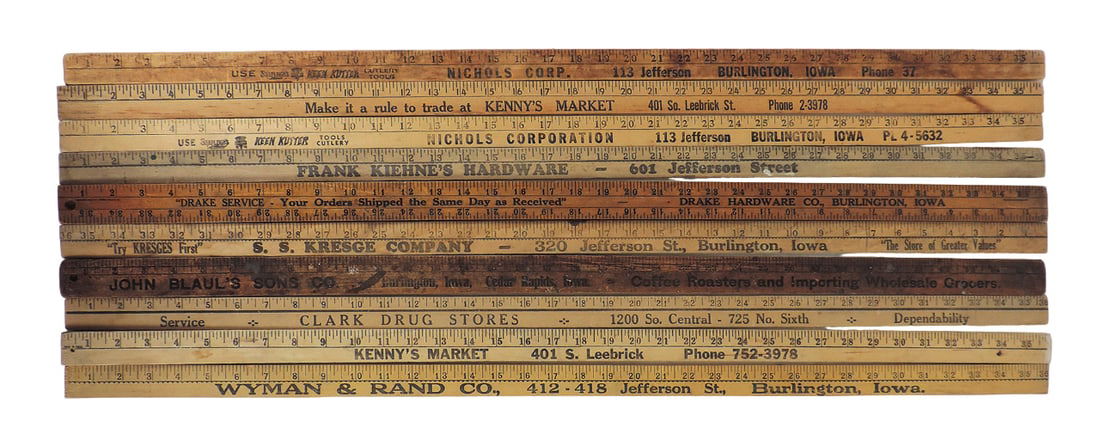 USE Simmons KEEN KUTTER CUTLERY TOOLS NICHOLS CORP. 113 Jefferson BURLINGTON, IOWA Phone 37
Make it a rule to trade at KENNY'S MARKET 401 So. Leebrick St. Phone 2-3978
USE Simmons KEEN KUTTER TOOLS CUTLERY NICHOLS CORPORATION 113 Jefferson BURLINGTON, IOWA PL 4-5632
FRANK KIEHNE'S HARDWARE — 601 Jefferson Street
"DRAKE SERVICE - Your Orders Shipped the Same Day as Received" — DRAKE HARDWARE CO., BURLINGTON, IOWA
"Try KRESGES First" S. S. KRESGE COMPANY — 320 Jefferson St., Burlington, Iowa "The Store of Greater Values"
JOHN BLAUL'S SONS CO. Burlington, Iowa, Cedar Rapids, Iowa. Coffee Roasters and Importing Wholesale Grocers.
Service CLARK DRUG STORES 1200 So. Central - 725 No. Sixth Dependability
KENNY'S MARKET 401 S. Leebrick Phone 752-3978
WYMAN & RAND CO., 412-418 Jefferson St., Burlington, Iowa.